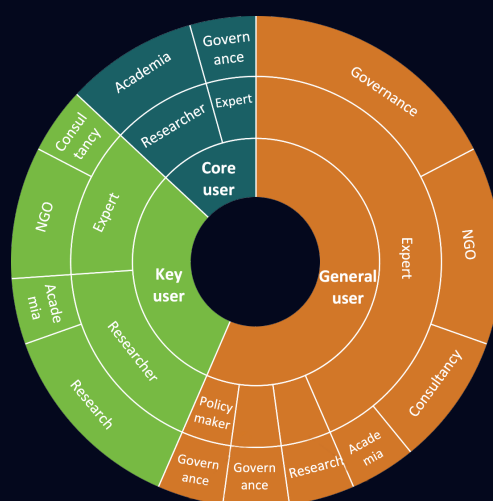 Govern
ance
Academia
Governance
Expert
Researcher
Consul
tancy
Core
user
NGO
Expert
NGO
Expert
Key
user
General
user
Acade
mia
Researcher
Consultancy
Research
Policy
maker
Acade
mia
Research
Govern
ance
Govern
ance